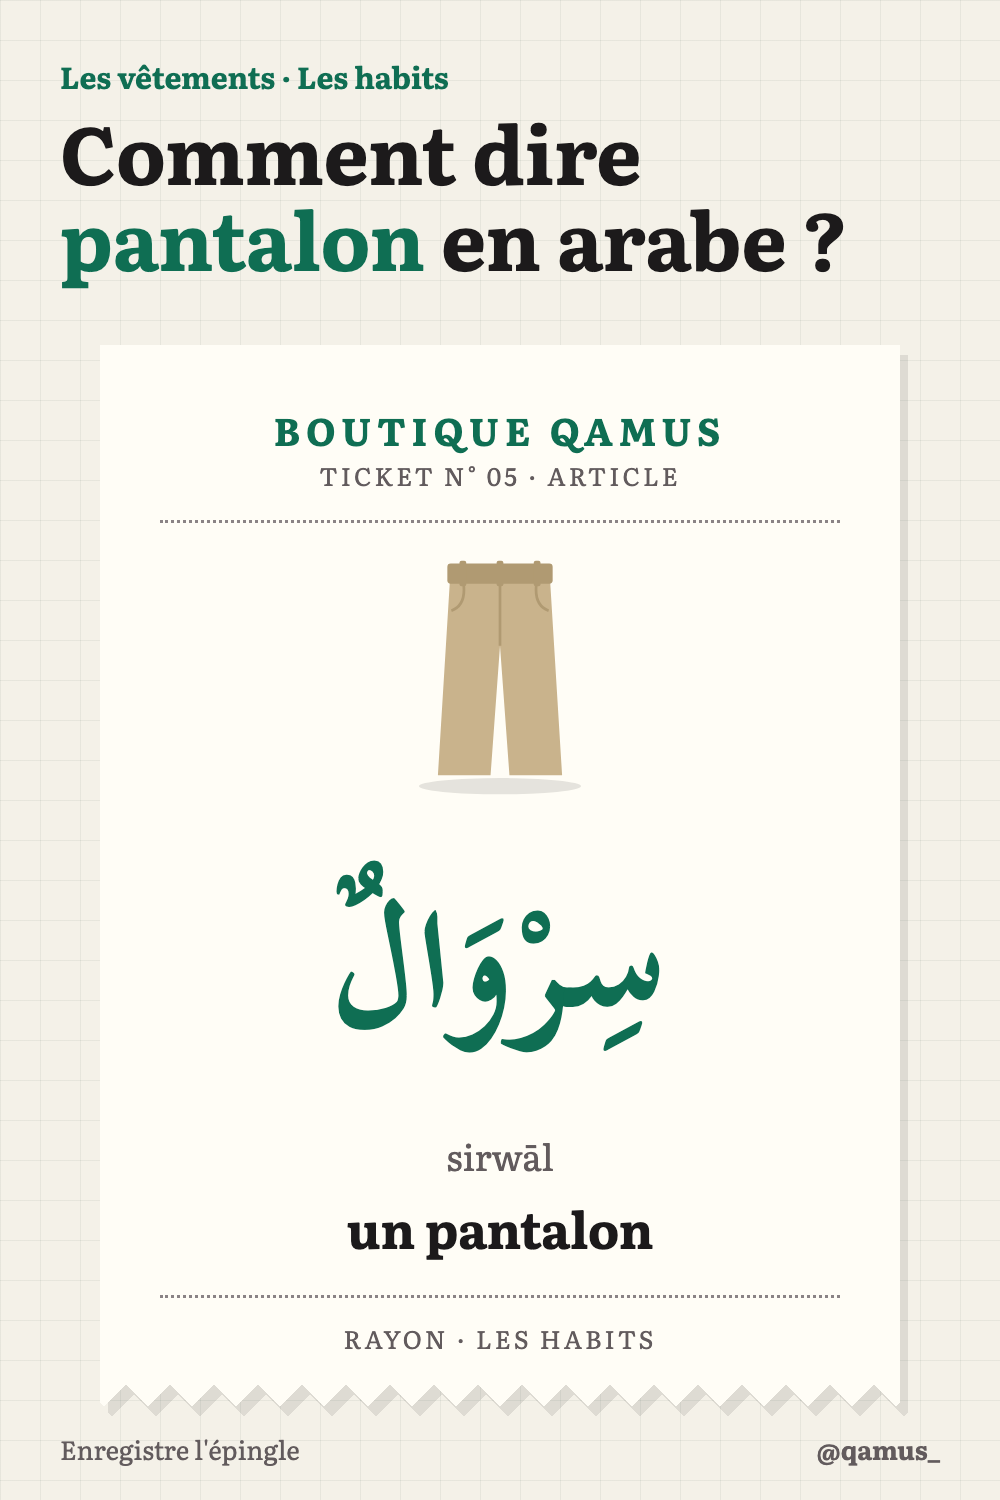 Les vêtements · Les habits
Comment dire
pantalon en arabe ?
BOUTIQUE QAMUS
TICKET N° 05 · ARTICLE
سِرْوَالٌ
sirwāl
un pantalon
RAYON · LES HABITS
Enregistre l'épingle
@qamus_